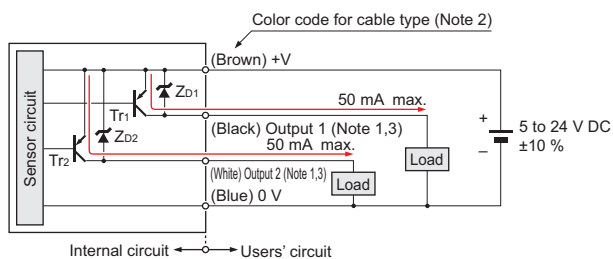 Color code for cable type (Note 2)
(Brown) +V
ZD1
Tr1
50 mA max.
(Black) Output 1 (Note 1,3)
ZD2
Tr2
50 mA max.
(White) Output 2 (Note 1,3)
Load
Load
(Blue) 0 V
Sensor circuit
+
5 to 24 V DC
±10 %
–
Internal circuit
Users' circuit